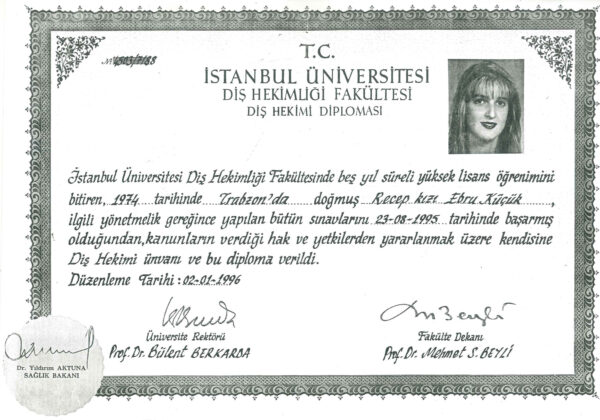 T.C.
İSTANBUL ÜNİVERSİTESİ
DİŞ HEKİMLİĞİ FAKÜLTESİ
DİŞ HEKİMİ DİPLOMASI
İstanbul Üniversitesi Diş Hekimliği Fakültesinde beş yıl süreli yüksek lisans öğrenimini
bitiren, 1974 tarihinde Trabzon'da doğmuş Recep kızı Ebru Küçük,
ilgili yönetmelik gereğince yapılan bütün sınavlarını 23-08-1995 tarihinde başarmış
olduğundan, kanunların verdiği hak ve yetkilerden yararlanmak üzere kendisine
Diş Hekimi ünvanı ve bu diploma verildi.
Düzenleme Tarihi : 02-01-1996
Üniversite Rektörü
Prof. Dr. Bülent BERKARDA
Fakülte Dekanı
Prof. Dr. Mehmet S. BEYLİ
Dr. Yıldırım AKTUNA
SAĞLIK BAKANI